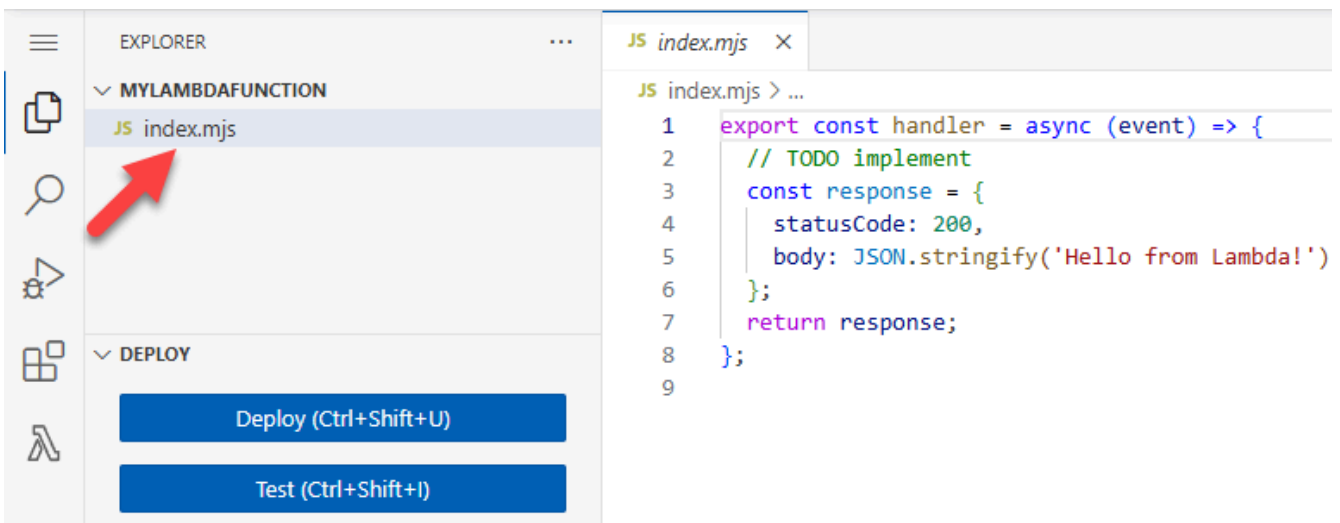 EXPLORER ...
MYLAMBDAFUNCTION
JS index.mjs
DEPLOY
Deploy (Ctrl+Shift+U)
Test (Ctrl+Shift+I)
JS index.mjs ×
JS index.mjs > ...
1 export const handler = async (event) => {
2 // TODO implement
3 const response = {
4 statusCode: 200,
5 body: JSON.stringify('Hello from Lambda!')
6 };
7 return response;
8 };
9